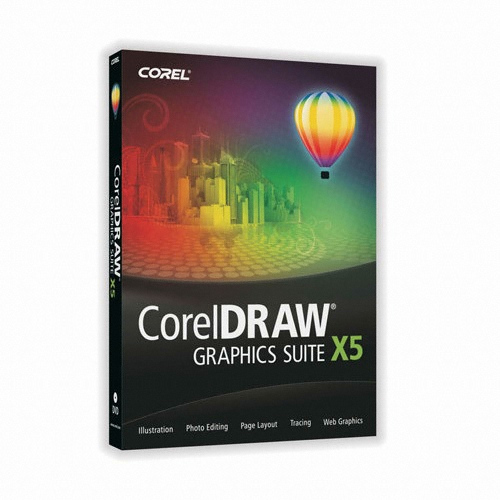 COREL®
CorelDRAW®
GRAPHICS SUITE X5
Illustration Photo Editing Page Layout Tracing Web Graphics
CorelDRAW
GRAPHICS SUITE X5
DVD